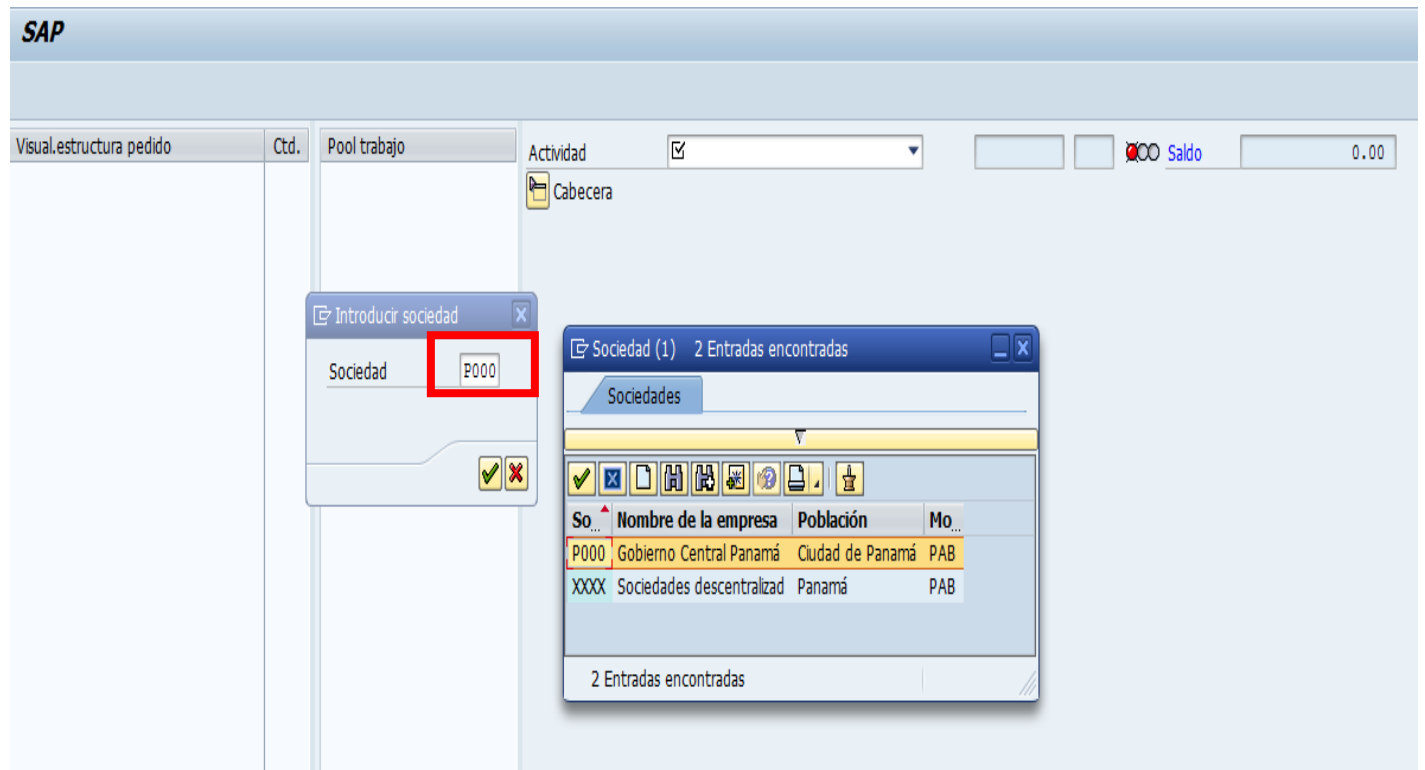 SAP
Visual.estructura pedido Ctd. Pool trabajo
Actividad Saldo 0.00
Cabecera
Introducir sociedad
Sociedad P000
Sociedad (1) 2 Entradas encontradas
Sociedades
So... Nombre de la empresa Población Mo...
P000 Gobierno Central Panamá Ciudad de Panamá PAB
XXXX Sociedades descentralizad Panamá PAB
2 Entradas encontradas